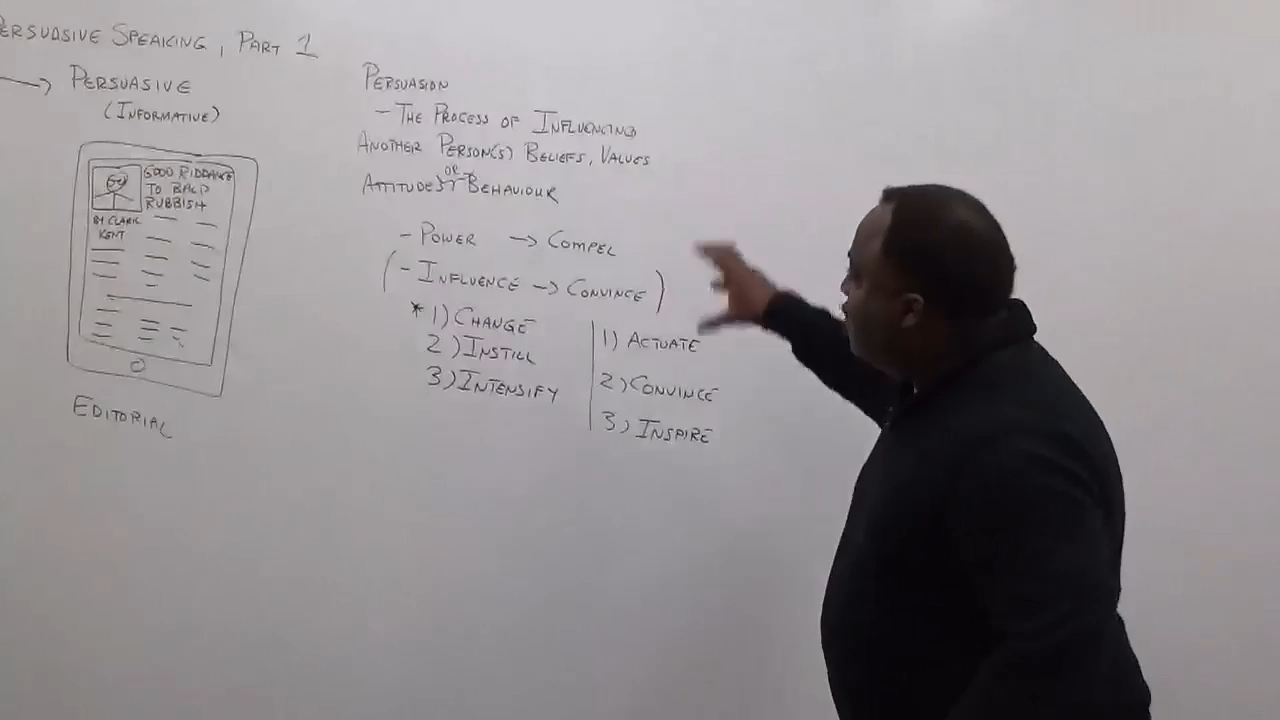 PERSUASIVE SPEAKING, PART 1
PERSUASIVE
(INFORMATIVE)
GOOD RIDDANCE
TO BALD
RUBBISH
BY CLARK
KENT
EDITORIAL
PERSUASION
- THE PROCESS OF INFLUENCING
ANOTHER PERSON(S) BELIEFS, VALUES
OR
ATTITUDES, BEHAVIOUR
- POWER → COMPEL
(- INFLUENCE → CONVINCE)
* 1) CHANGE
2) INSTILL
3) INTENSIFY
1) ACTUATE
2) CONVINCE
3) INSPIRE